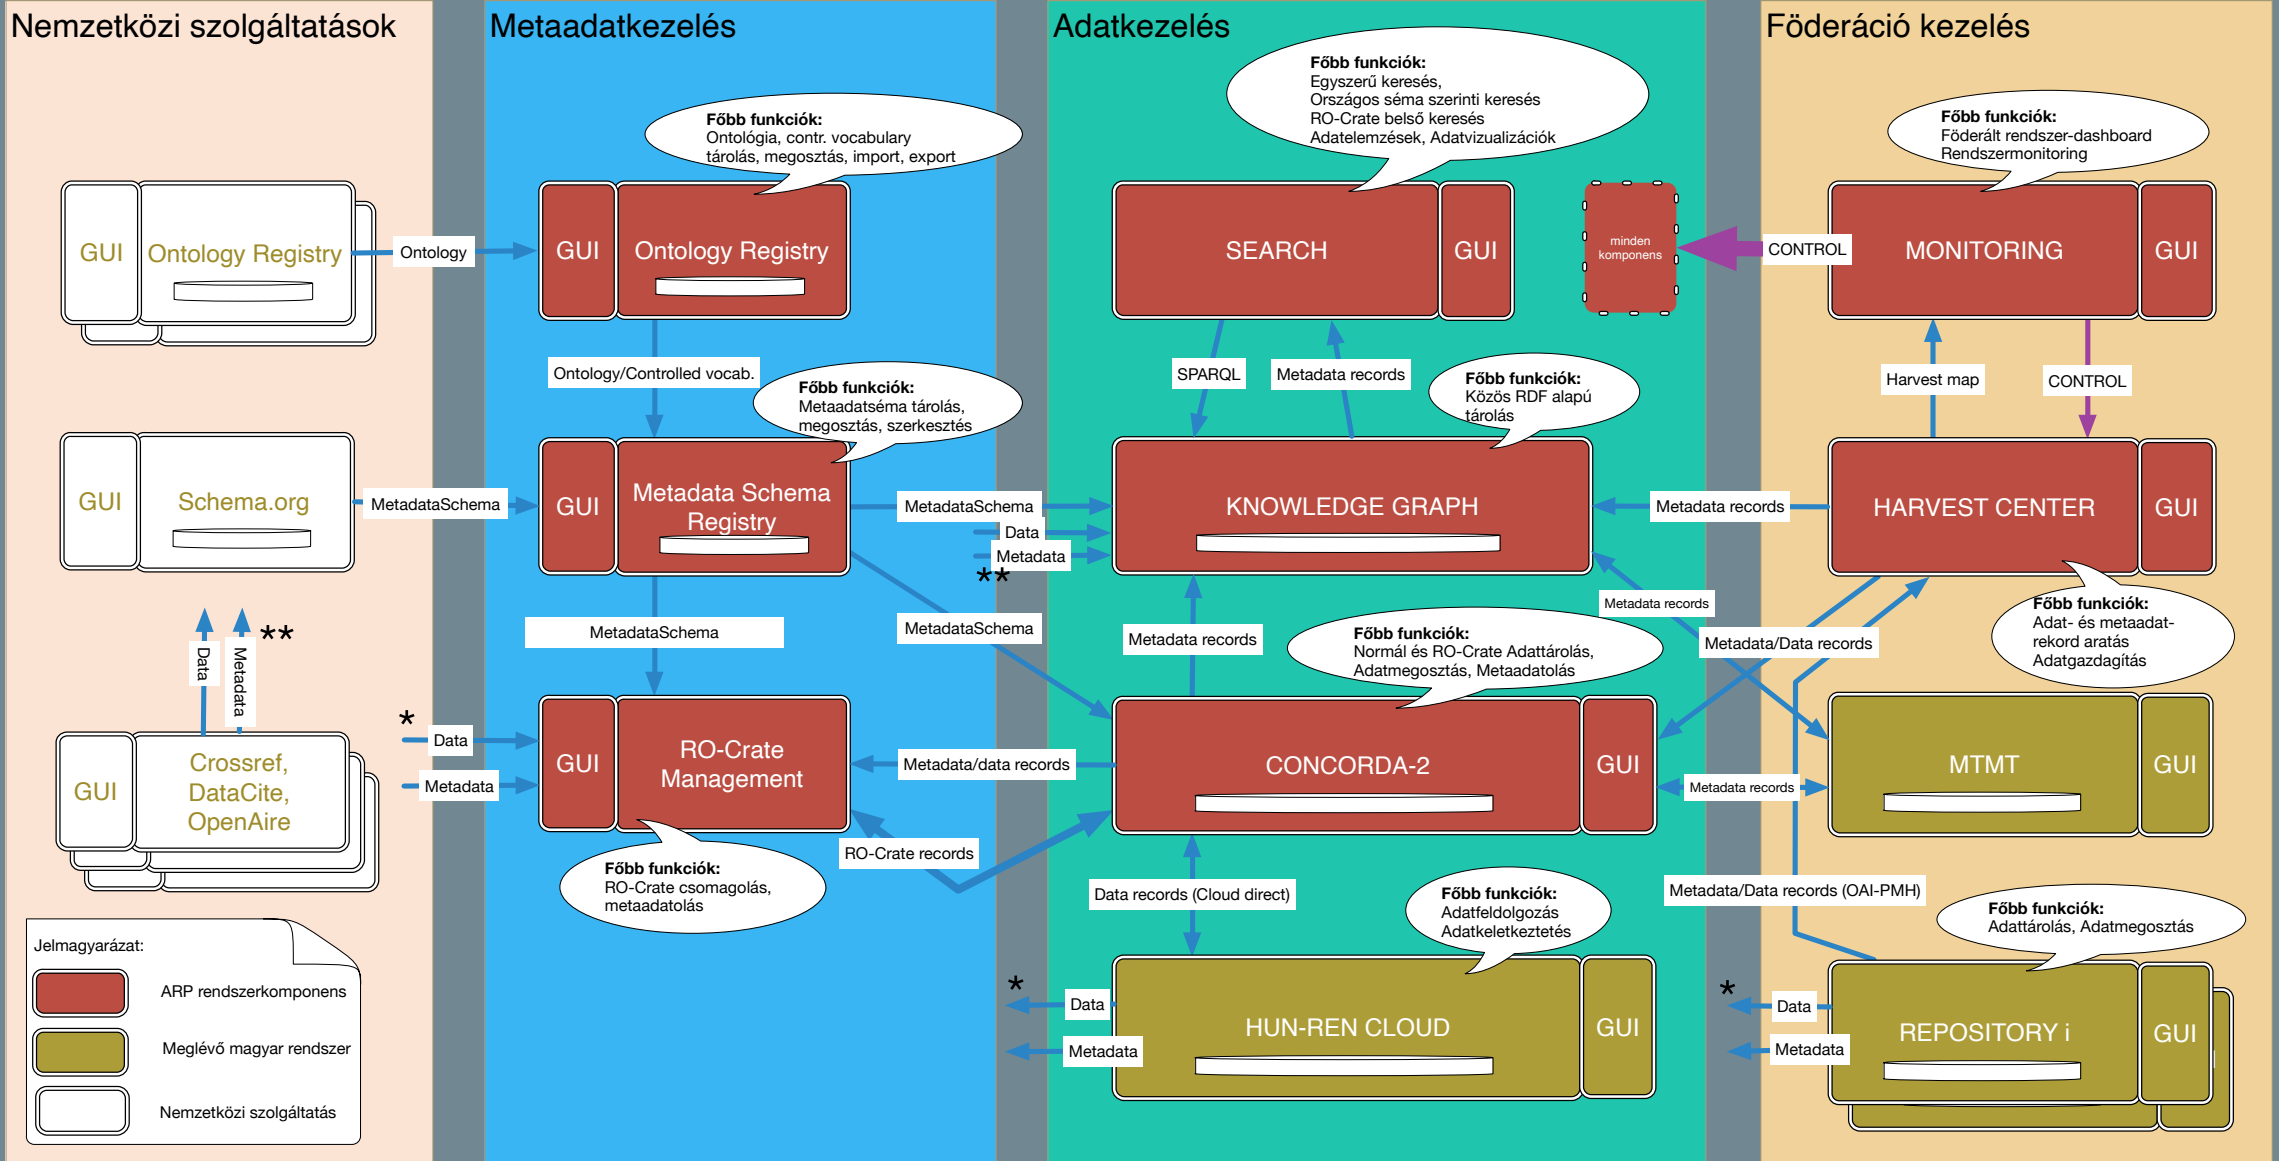 Nemzetközi szolgáltatások
Metaadatkezelés
Adatkezelés
Föderáció kezelés
GUI
Ontology Registry
Ontology
GUI
Schema.org
MetadataSchema
Data
Metadata
**
GUI
Crossref,
DataCite,
OpenAire
*
Data
Metadata
Jelmagyarázat:
ARP rendszerkomponens
Meglévő magyar rendszer
Nemzetközi szolgáltatás
Főbb funkciók:
Ontológia, contr. vocabulary
tárolás, megosztás, import, export
GUI
Ontology Registry
Ontology/Controlled vocab.
Főbb funkciók:
Metaadatséma tárolás,
megosztás, szerkesztés
GUI
Metadata Schema
Registry
MetadataSchema
Data
Metadata
**
MetadataSchema
MetadataSchema
GUI
RO-Crate
Management
Metadata/data records
RO-Crate records
Főbb funkciók:
RO-Crate csomagolás,
metaadatolás
Főbb funkciók:
Egyszerű keresés,
Országos séma szerinti keresés
RO-Crate belső keresés
Adatelemzések, Adatvizualizációk
SEARCH
GUI
minden
komponens
SPARQL
Metadata records
Főbb funkciók:
Közös RDF alapú
tárolás
KNOWLEDGE GRAPH
Metadata records
Főbb funkciók:
Normál és RO-Crate Adattárolás,
Adatmegosztás, Metaadatolás
CONCORDA-2
GUI
Data records (Cloud direct)
Főbb funkciók:
Adatfeldolgozás
Adatkeletkeztetés
*
Data
Metadata
HUN-REN CLOUD
GUI
Főbb funkciók:
Föderált rendszer-dashboard
Rendszermonitoring
CONTROL
MONITORING
GUI
Harvest map
CONTROL
Metadata records
HARVEST CENTER
GUI
Metadata records
Metadata/Data records
Főbb funkciók:
Adat- és metaadat-
rekord aratás
Adatgazdagítás
Metadata records
MTMT
GUI
Metadata/Data records (OAI-PMH)
Főbb funkciók:
Adattárolás, Adatmegosztás
*
Data
Metadata
REPOSITORY i
GUI